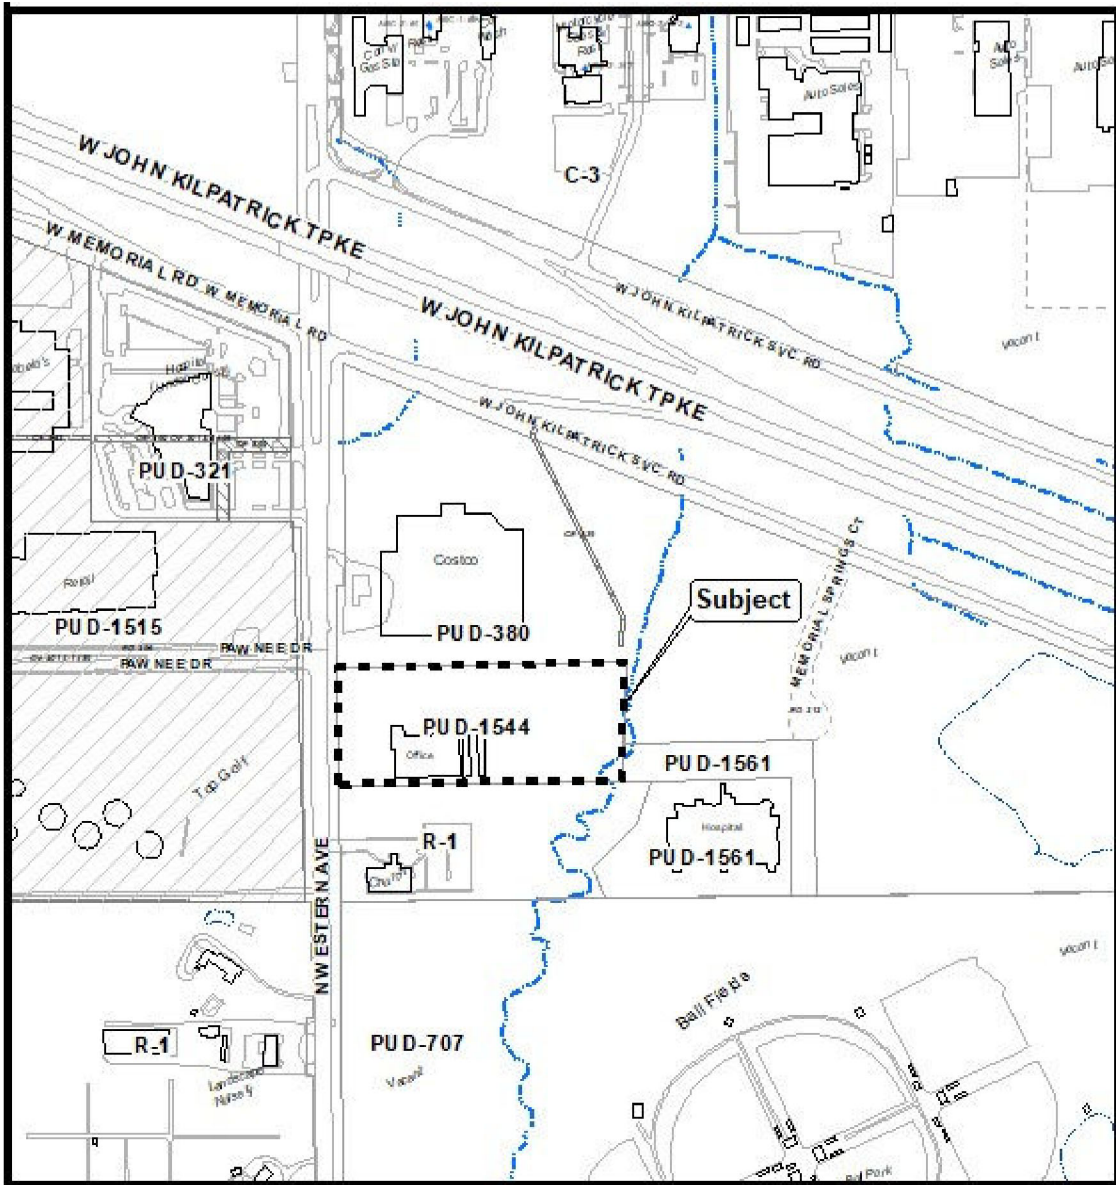 Auto
Sales
Auto Sales
C-3
W JOHN KILPATRICK TPKE
W MEMORIAL RD
W MEMORIAL RD
W JOHN KILPATRICK TPKE
W JOHN KILPATRICK SVC RD
Vacant
Hospital
W JOHN KILPATRICK SVC RD
PUD-321
MEMORIAL SPRINGS CT
Costco
Retail
Subject
PUD-1515
PUD-380
PAWNEE DR
PAWNEE DR
Vacant
PUD-1544
Office
PUD-1561
Top Golf
Hospital
R-1
PUD-1561
Church
N WESTERN AVE
Vacant
Ball Fields
R-1
PUD-707
Landscape
Nursery
Vacant
Ball Park